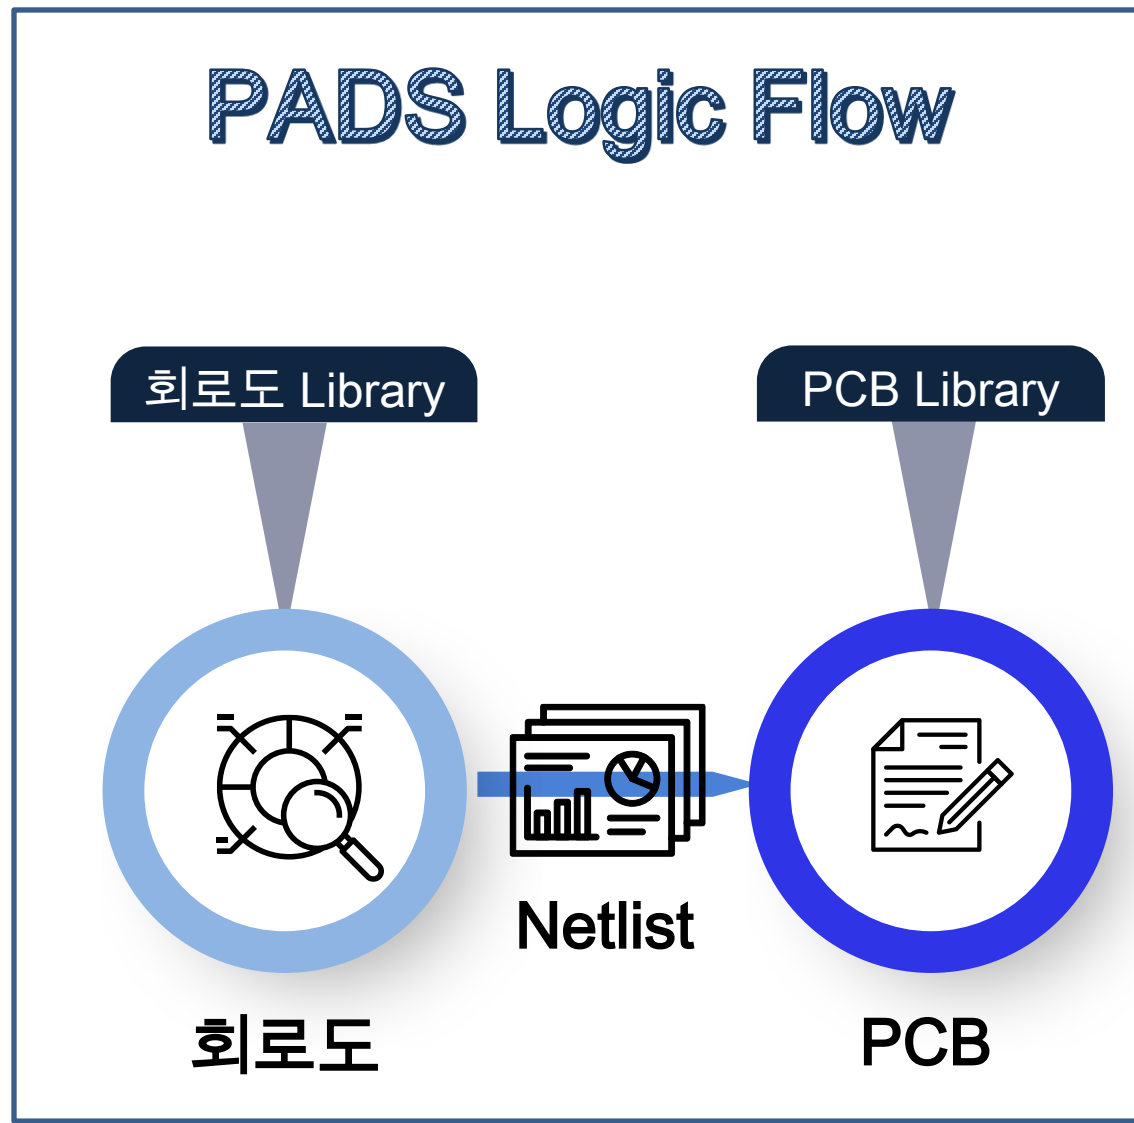 PADS Logic Flow
회로도 Library
PCB Library
Netlist
회로도
PCB